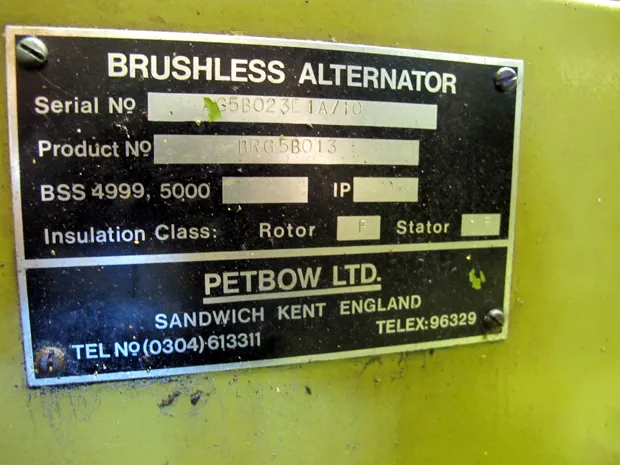 BRUSHLESS ALTERNATOR
Serial Nº
Product Nº BRG5B013
BSS 4999, 5000 IP
Insulation Class: Rotor F Stator F
PETBOW LTD.
SANDWICH KENT ENGLAND
TEL Nº (0304) 613311 TELEX: 96329